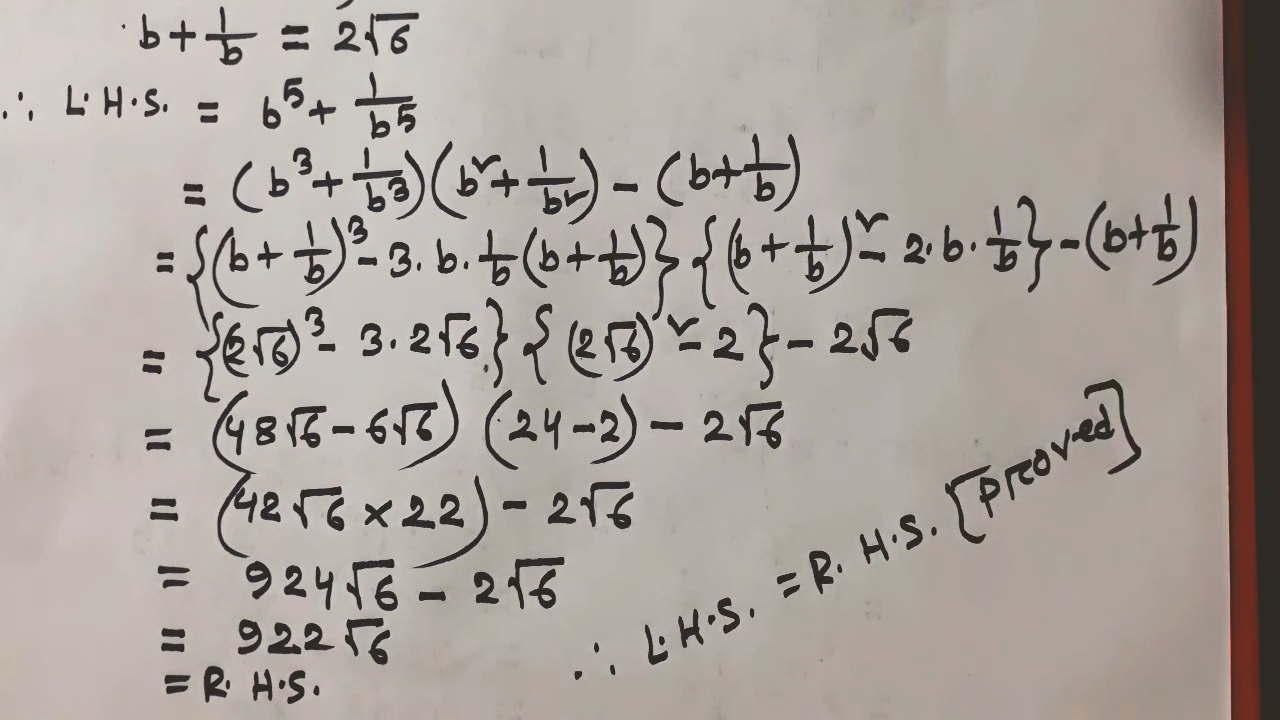 b + 1/b = 2√6
∴ L.H.S. = b⁵ + 1/b⁵
= (b³ + 1/b³)(b² + 1/b²) - (b + 1/b)
= {(b + 1/b)³ - 3.b.1/b(b + 1/b)} {(b + 1/b)² - 2.b.1/b} - (b + 1/b)
= {(2√6)³ - 3.2√6} {(2√6)² - 2} - 2√6
= (48√6 - 6√6) (24 - 2) - 2√6
= (42√6 × 22) - 2√6
= 924√6 - 2√6
= 922√6
= R.H.S.
∴ L.H.S. = R.H.S. [Proved]